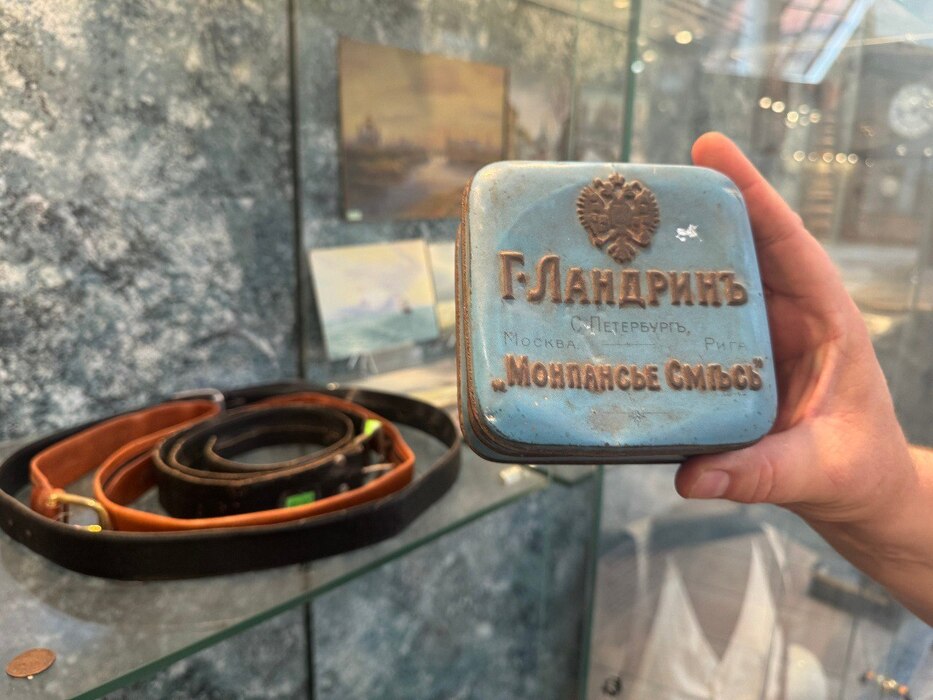 Г. Ландринъ
С. Петербургъ,
Москва Рига
„Монпансье Смѣсь“